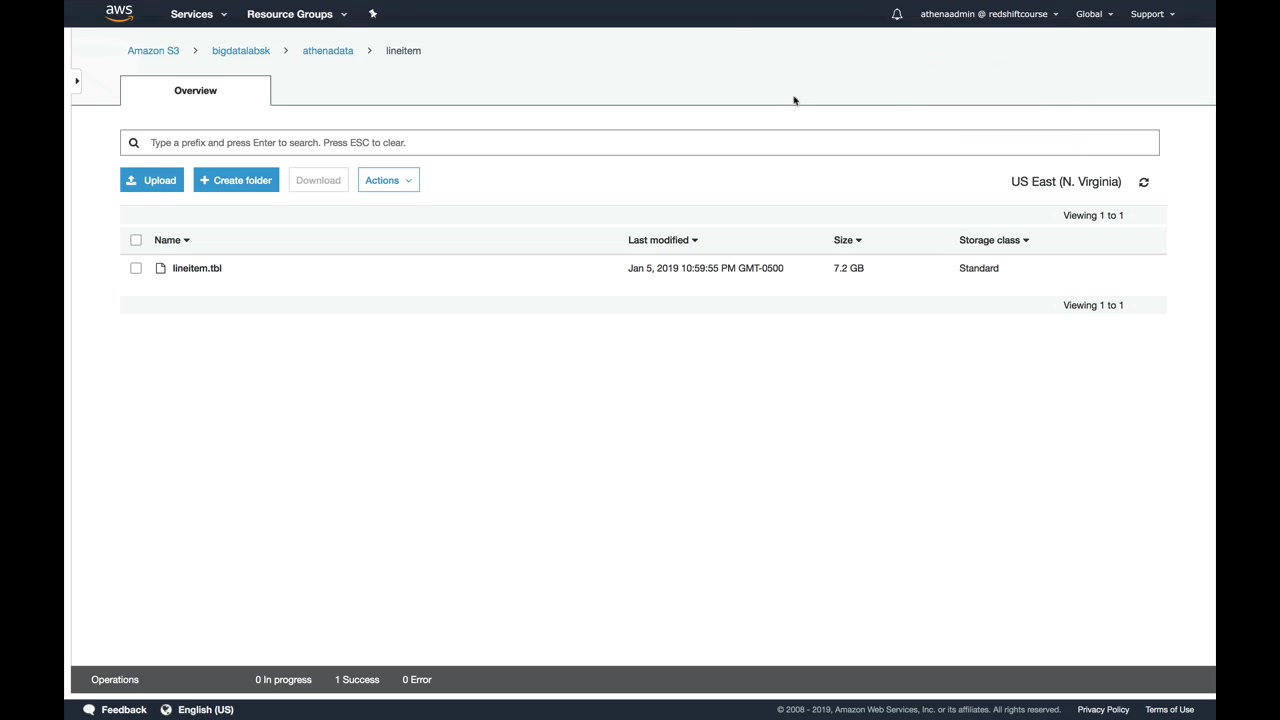 aws Services Resource Groups athenaadmin @ redshiftcourse Global Support
Amazon S3 > bigdatalabsk > athenadata > lineitem
Overview
Type a prefix and press Enter to search. Press ESC to clear.
Upload + Create folder Download Actions US East (N. Virginia)
Viewing 1 to 1
Name Last modified Size Storage class
lineitem.tbl Jan 5, 2019 10:59:55 PM GMT-0500 7.2 GB Standard
Viewing 1 to 1
Operations 0 In progress 1 Success 0 Error
Feedback English (US) © 2008 - 2019, Amazon Web Services, Inc. or its affiliates. All rights reserved. Privacy Policy Terms of Use